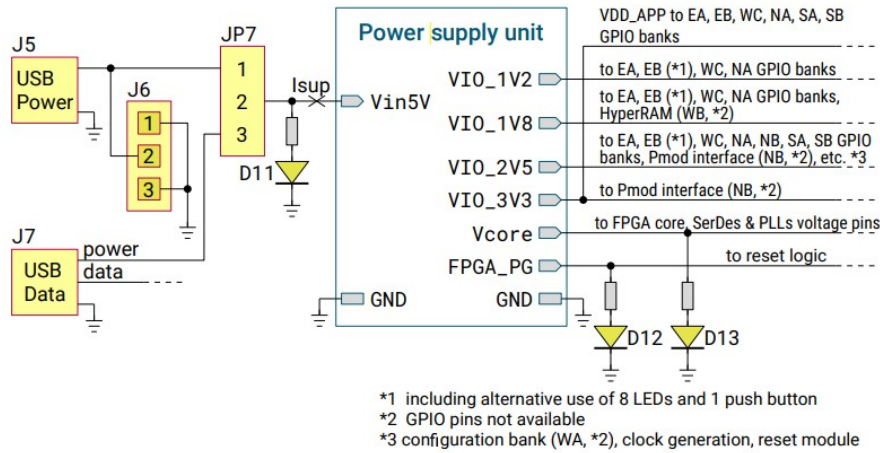 VDD_APP to EA, EB, WC, NA, SA, SB
GPIO banks
J5
JP7
Power supply unit
USB
Power
J6
1
2
3
1
2
3
Isup
Vin5V
VIO_1V2
to EA, EB (*1), WC, NA GPIO banks
VIO_1V8
to EA, EB (*1), WC, NA GPIO banks,
HyperRAM (WB, *2)
VIO_2V5
to EA, EB (*1), WC, NA, NB, SA, SB GPIO
banks, Pmod interface (NB, *2), etc. *3
D11
VIO_3V3
to Pmod interface (NB, *2)
Vcore
to FPGA core, SerDes & PLLs voltage pins
J7
USB
Data
power
data
FPGA_PG
to reset logic
GND
GND
D12
D13
*1 including alternative use of 8 LEDs and 1 push button
*2 GPIO pins not available
*3 configuration bank (WA, *2), clock generation, reset module